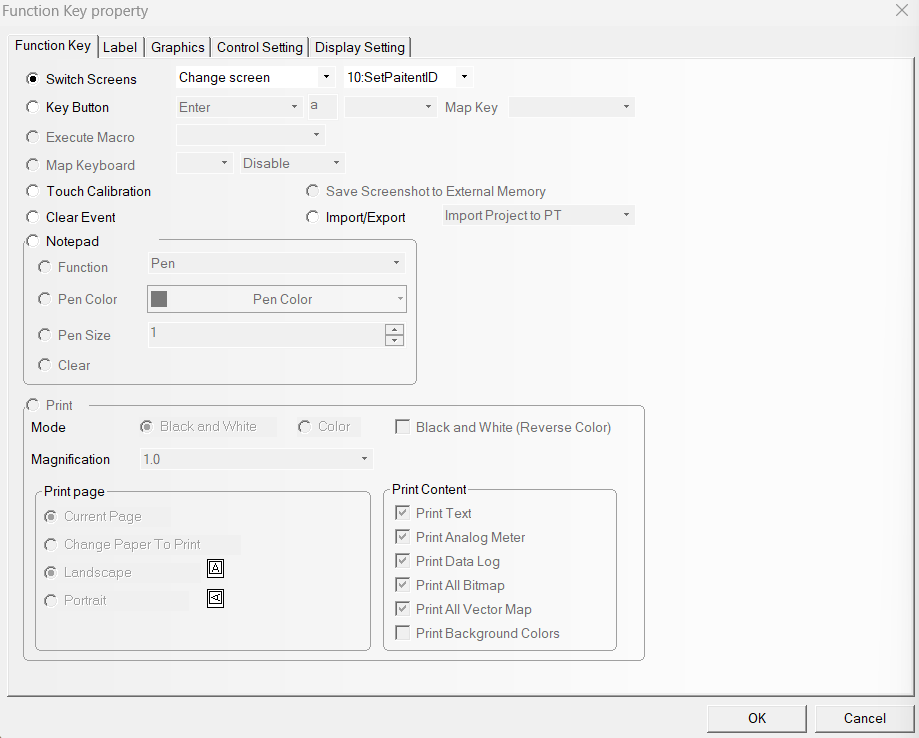 Function Key property
Function Key Label Graphics Control Setting Display Setting
Switch Screens Change screen 10:SetPaitentID
Key Button Enter a Map Key
Execute Macro
Map Keyboard Disable
Touch Calibration Save Screenshot to External Memory
Clear Event Import/Export Import Project to PT
Notepad
Function Pen
Pen Color Pen Color
Pen Size 1
Clear
Print
Mode Black and White Color Black and White (Reverse Color)
Magnification 1.0
Print page
Current Page
Change Paper To Print
Landscape A
Portrait A
Print Content
Print Text
Print Analog Meter
Print Data Log
Print All Bitmap
Print All Vector Map
Print Background Colors
OK Cancel